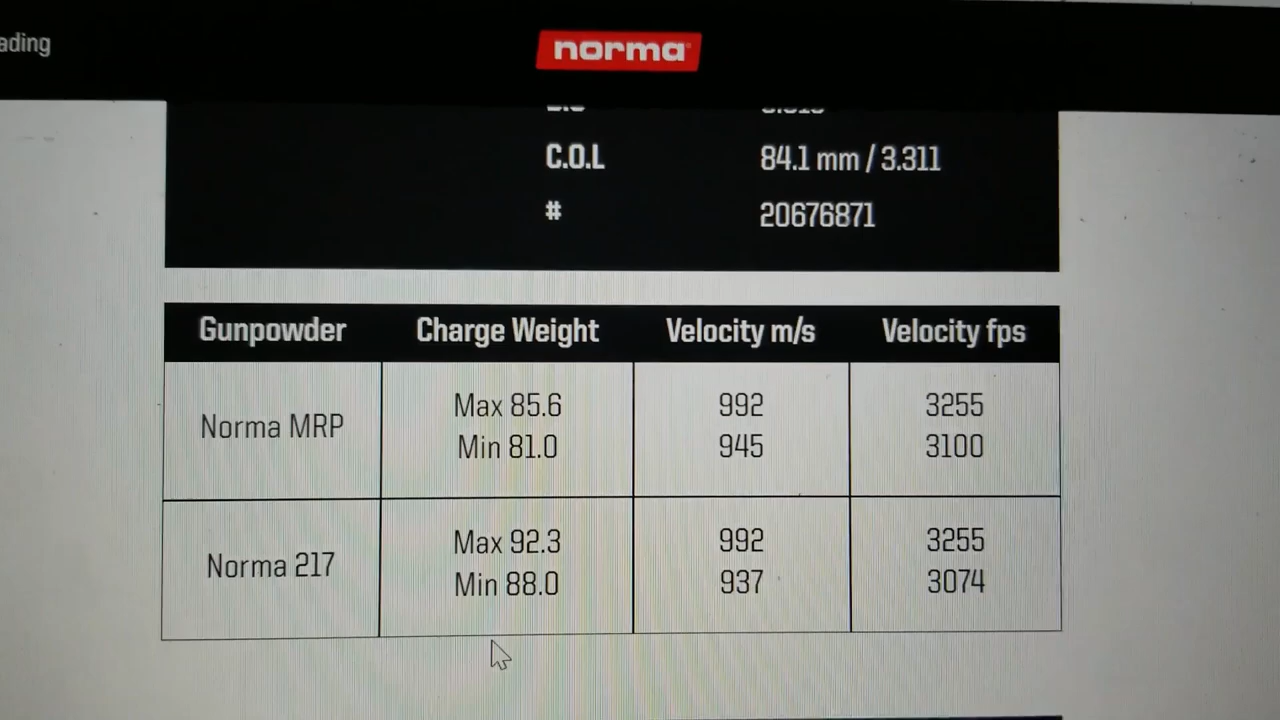 ading
norma
C.O.L 84.1 mm / 3.311
# 20676871
Gunpowder Charge Weight Velocity m/s Velocity fps
Norma MRP Max 85.6 992 3255
Min 81.0 945 3100
Norma 217 Max 92.3 992 3255
Min 88.0 937 3074